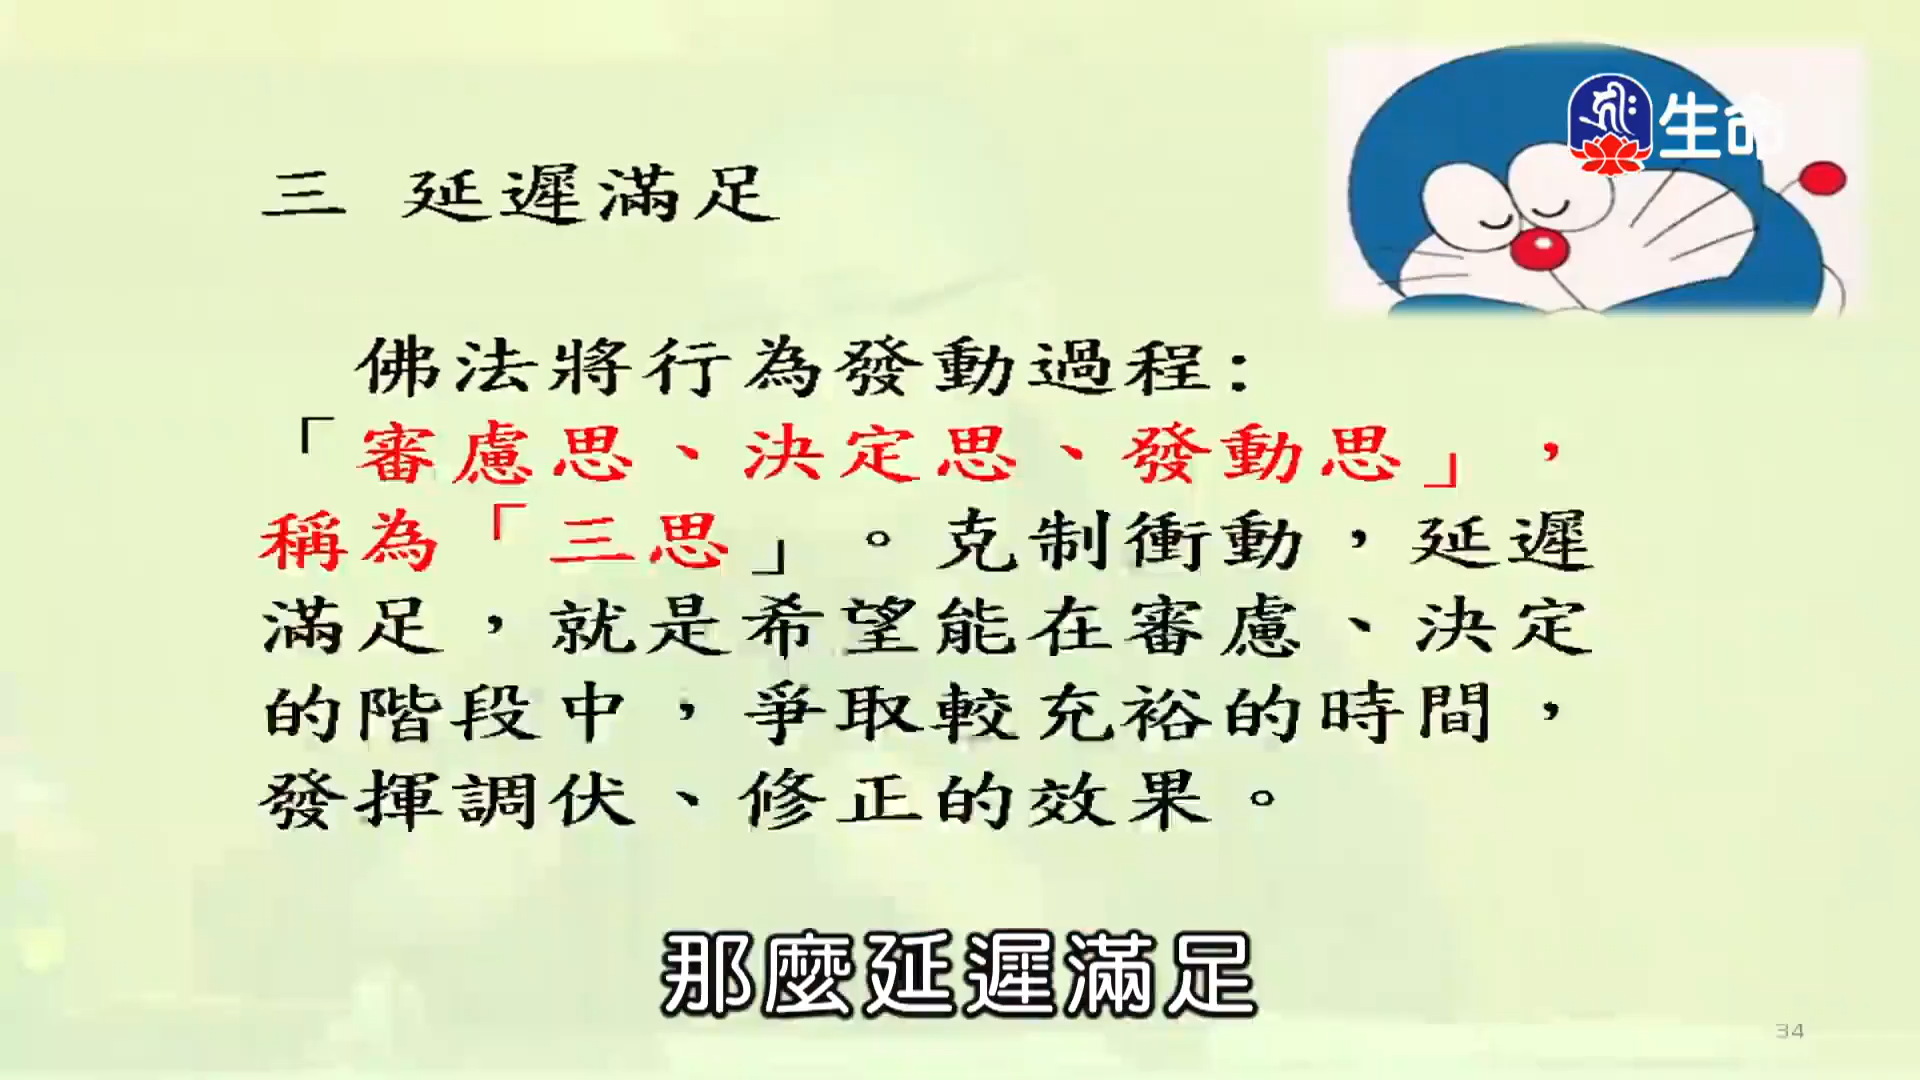 生命
三 延遲滿足
佛法將行為發動過程:
「審慮思、決定思、發動思」，
稱為「三思」。克制衝動，延遲
滿足，就是希望能在審慮、決定
的階段中，爭取較充裕的時間，
發揮調伏、修正的效果。
那麼延遲滿足
34